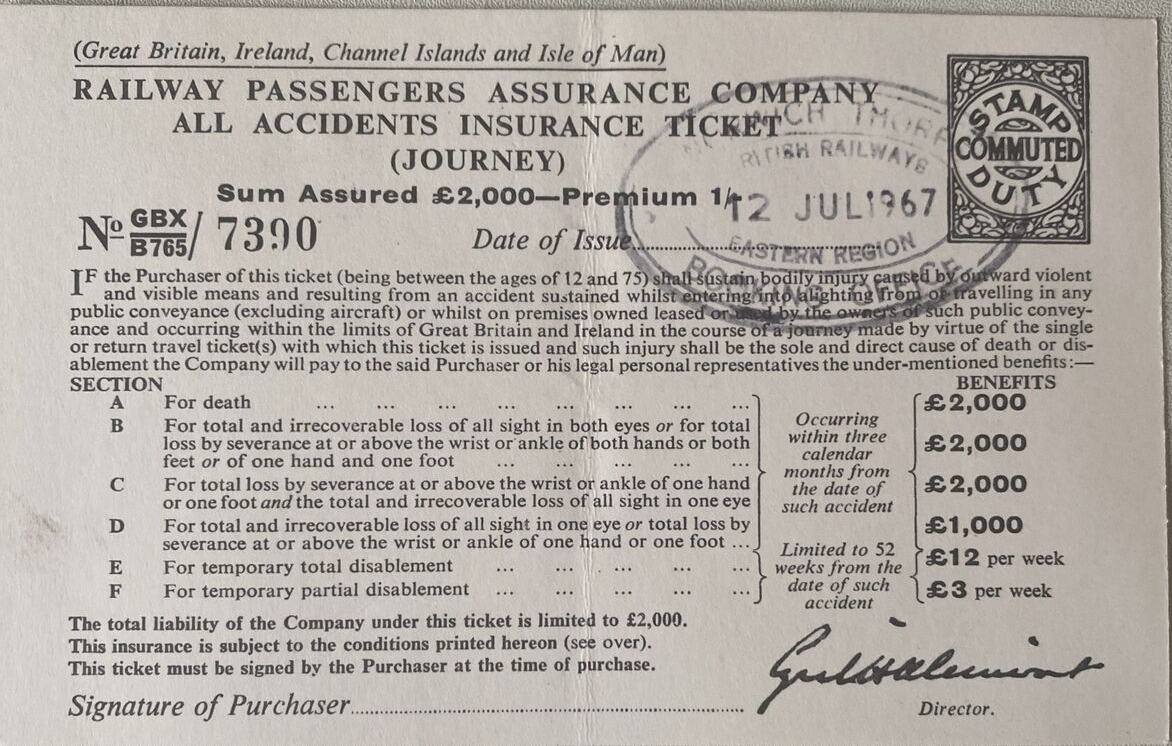 (Great Britain, Ireland, Channel Islands and Isle of Man)
RAILWAY PASSENGERS ASSURANCE COMPANY
ALL ACCIDENTS INSURANCE TICKET
(JOURNEY)
Sum Assured £2,000—Premium 1/-
STAMP
COMMUTED
DUTY
RITISH RAILWAYS
12 JUL 1967
EASTERN REGION
BOOKING OFFICE
No GBX/B765/ 7390
Date of Issue
IF the Purchaser of this ticket (being between the ages of 12 and 75) shall sustain bodily injury caused by outward violent
and visible means and resulting from an accident sustained whilst entering into alighting from or travelling in any
public conveyance (excluding aircraft) or whilst on premises owned leased or used by the owners of such public convey-
ance and occurring within the limits of Great Britain and Ireland in the course of a journey made by virtue of the single
or return travel ticket(s) with which this ticket is issued and such injury shall be the sole and direct cause of death or dis-
ablement the Company will pay to the said Purchaser or his legal personal representatives the under-mentioned benefits:—
SECTION BENEFITS
A For death ... ... ... ... ... ... ... ... £2,000
B For total and irrecoverable loss of all sight in both eyes or for total
loss by severance at or above the wrist or ankle of both hands or both
feet or of one hand and one foot ... ... ... ... ... £2,000
C For total loss by severance at or above the wrist or ankle of one hand
or one foot and the total and irrecoverable loss of all sight in one eye £2,000
D For total and irrecoverable loss of all sight in one eye or total loss by
severance at or above the wrist or ankle of one hand or one foot ... £1,000
Occurring
within three
calendar
months from
the date of
such accident
E For temporary total disablement ... ... ... ... ... £12 per week
F For temporary partial disablement ... ... ... ... ... £3 per week
Limited to 52
weeks from the
date of such
accident
The total liability of the Company under this ticket is limited to £2,000.
This insurance is subject to the conditions printed hereon (see over).
This ticket must be signed by the Purchaser at the time of purchase.
Signature of Purchaser
Director.